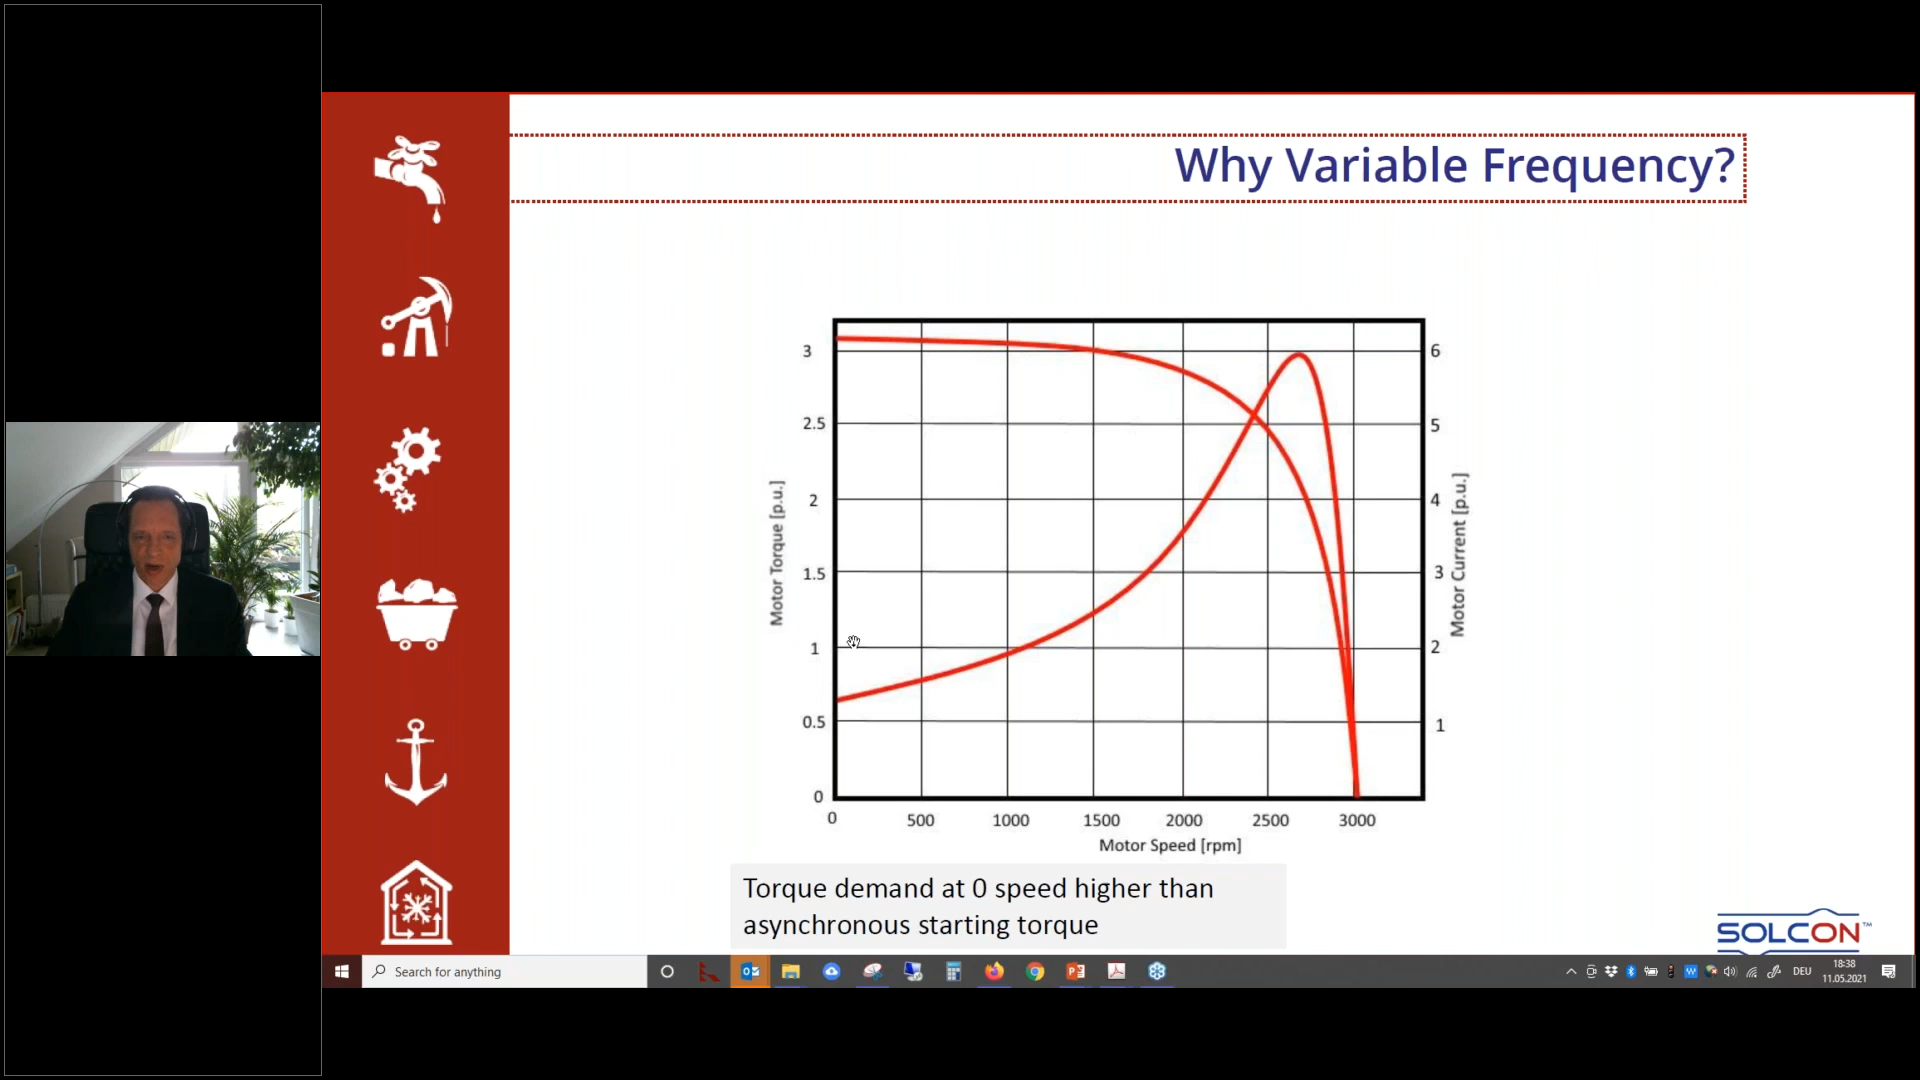 Why Variable Frequency?
3
2.5
2
1.5
1
0.5
0
Motor Torque [p.u.]
6
5
4
3
2
1
Motor Current [p.u.]
0 500 1000 1500 2000 2500 3000
Motor Speed [rpm]
Torque demand at 0 speed higher than
asynchronous starting torque
SOLCON™
Search for anything
DEU
18:38
11.05.2021